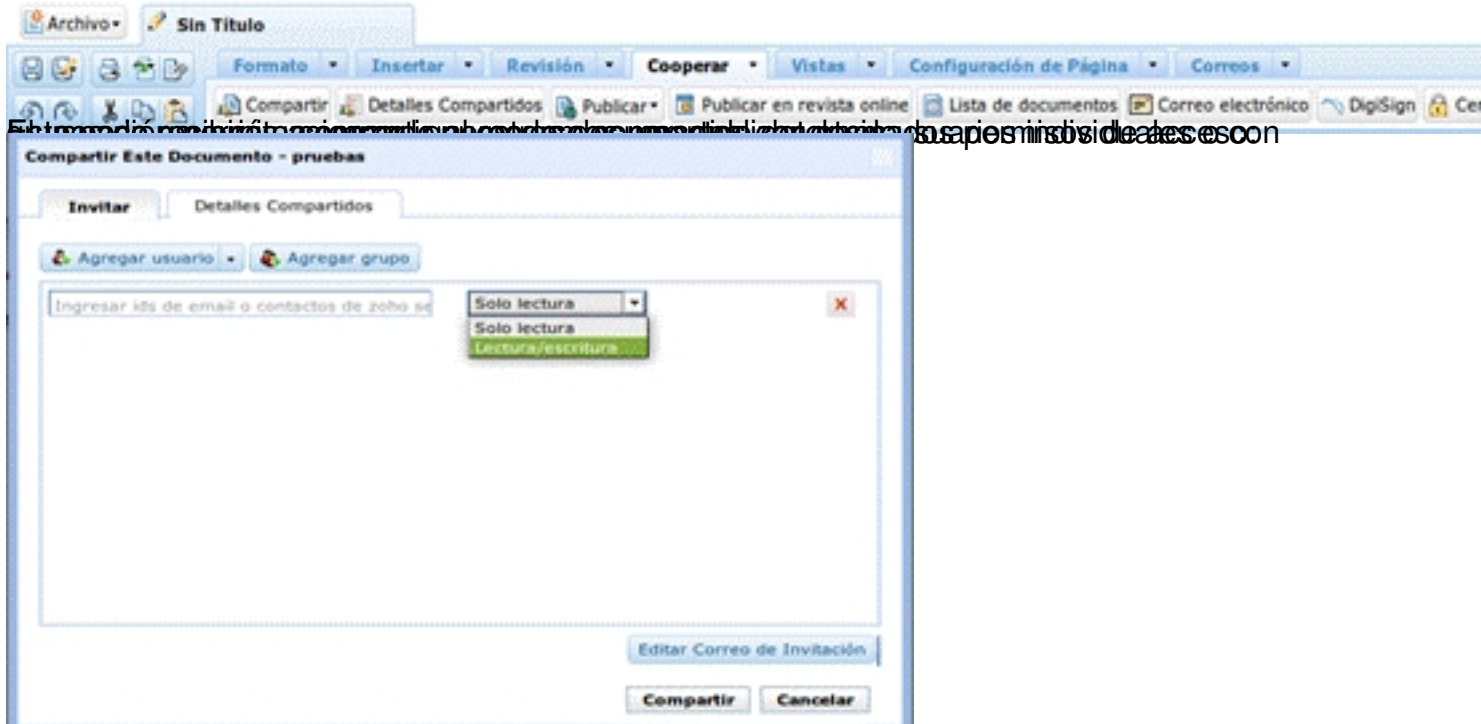 Archivo
Sin Título
Formato Insertar Revisión Cooperar Vistas Configuración de Página Correos
Compartir Detalles Compartidos Publicar Publicar en revista online Lista de documentos Correo electrónico DigiSign
Compartir Este Documento - pruebas
Invitar Detalles Compartidos
Agregar usuario Agregar grupo
Ingresar ids de email o contactos de zoho se
Solo lectura
Solo lectura
Lectura/escritura
Editar Correo de Invitación
Compartir Cancelar